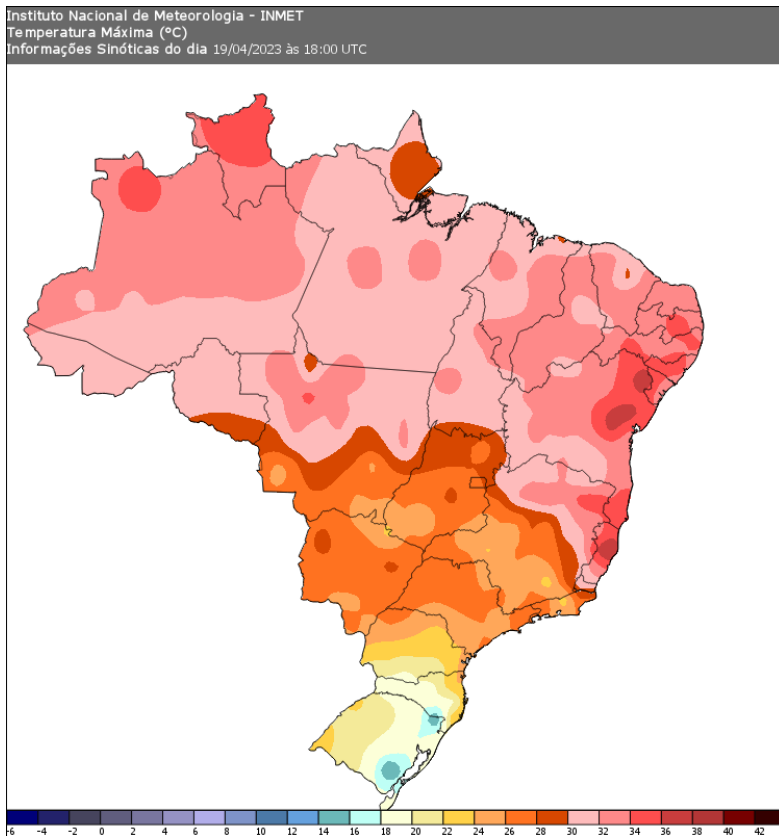 Instituto Nacional de Meteorologia - INMET
Temperatura Máxima (°C)
Informações Sinóticas do dia 19/04/2023 às 18:00 UTC
-6 -4 -2 0 2 4 6 8 10 12 14 16 18 20 22 24 26 28 30 32 34 36 38 40 42